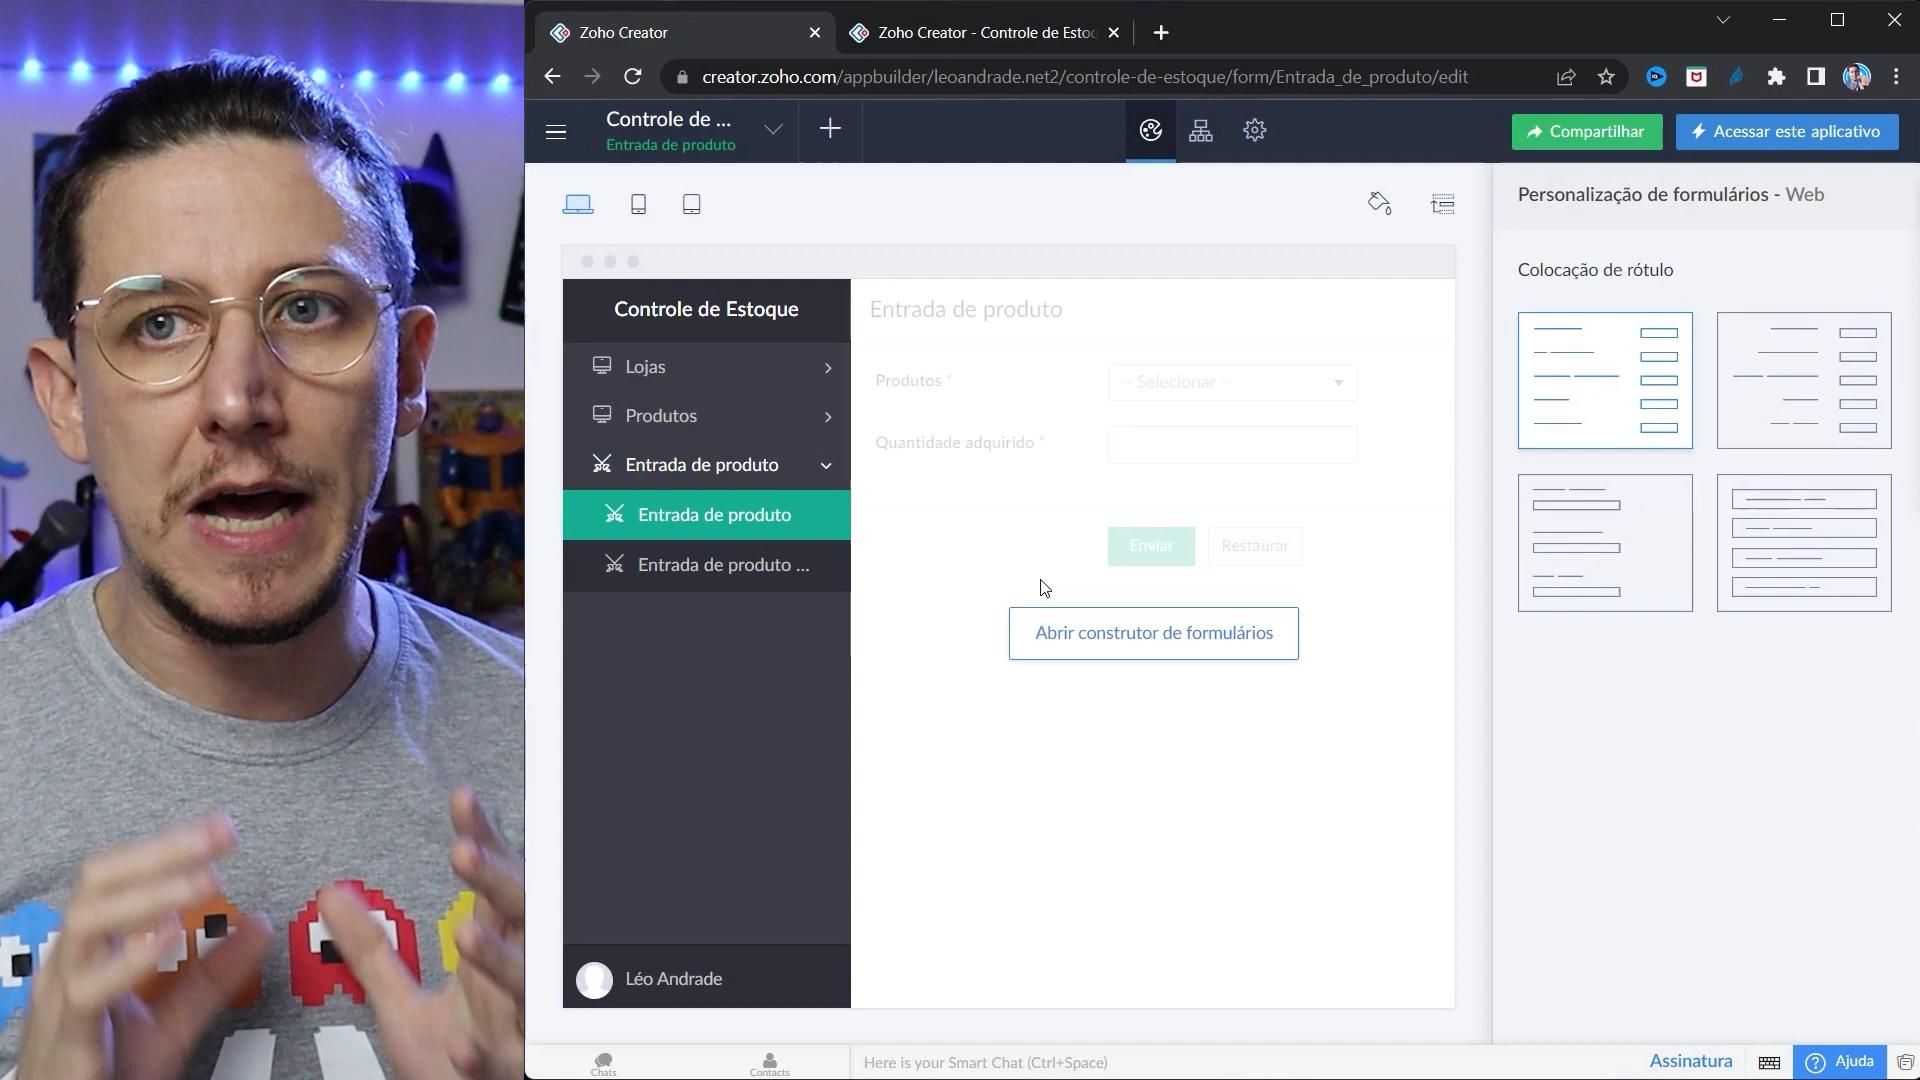 Zoho Creator
Zoho Creator - Controle de Estoq
creator.zoho.com/appbuilder/leoandrade.net2/controle-de-estoque/form/Entrada_de_produto/edit
Controle de ...
Entrada de produto
Compartilhar
Acessar este aplicativo
Personalização de formulários - Web
Colocação de rótulo
Controle de Estoque
Lojas
Produtos
Entrada de produto
Entrada de produto
Entrada de produto ...
Léo Andrade
Entrada de produto
Produtos *
-- Selecionar --
Quantidade adquirido *
Enviar
Restaurar
Abrir construtor de formulários
Chats
Contacts
Here is your Smart Chat (Ctrl+Space)
Assinatura
Ajuda